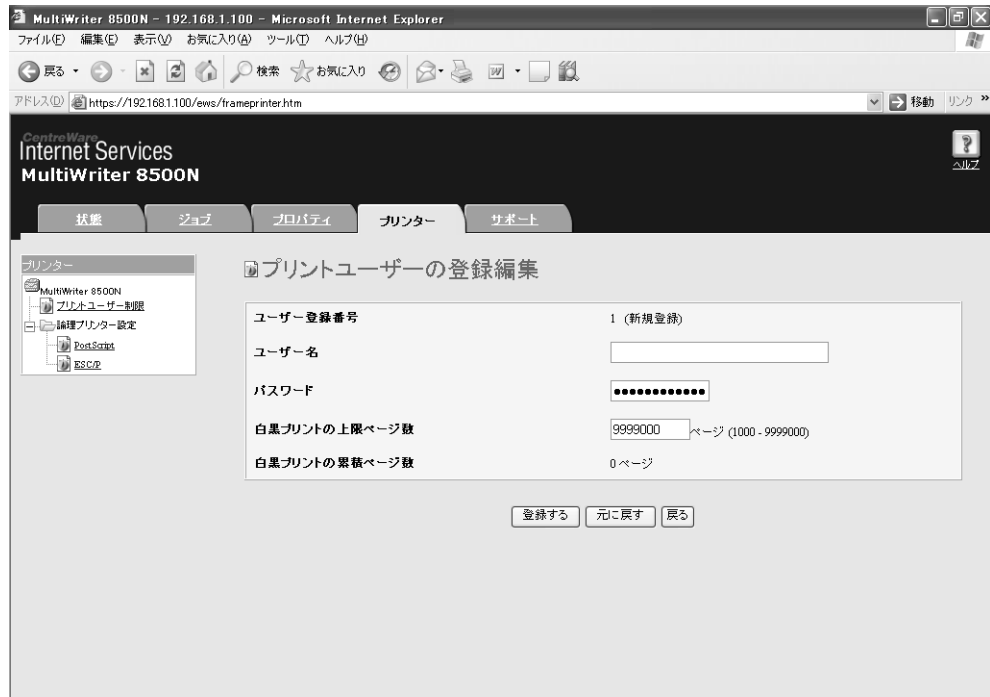 MultiWriter 8500N - 192.168.1.100 - Microsoft Internet Explorer
ファイル(F) 編集(E) 表示(V) お気に入り(A) ツール(T) ヘルプ(H)
戻る 検索 お気に入り
アドレス(D) https://192.168.1.100/ews/frameprinter.htm 移動 リンク »
CentreWare
Internet Services
MultiWriter 8500N
ヘルプ
状態 ジョブ プロパティ プリンター サポート
プリンター
MultiWriter 8500N
プリントユーザー制限
論理プリンター設定
PostScript
ESC/P
プリントユーザーの登録編集
ユーザー登録番号 1 (新規登録)
ユーザー名
パスワード ●●●●●●●●●●●●
白黒プリントの上限ページ数 9999000 ページ (1000 - 9999000)
白黒プリントの累積ページ数 0 ページ
登録する 元に戻す 戻る